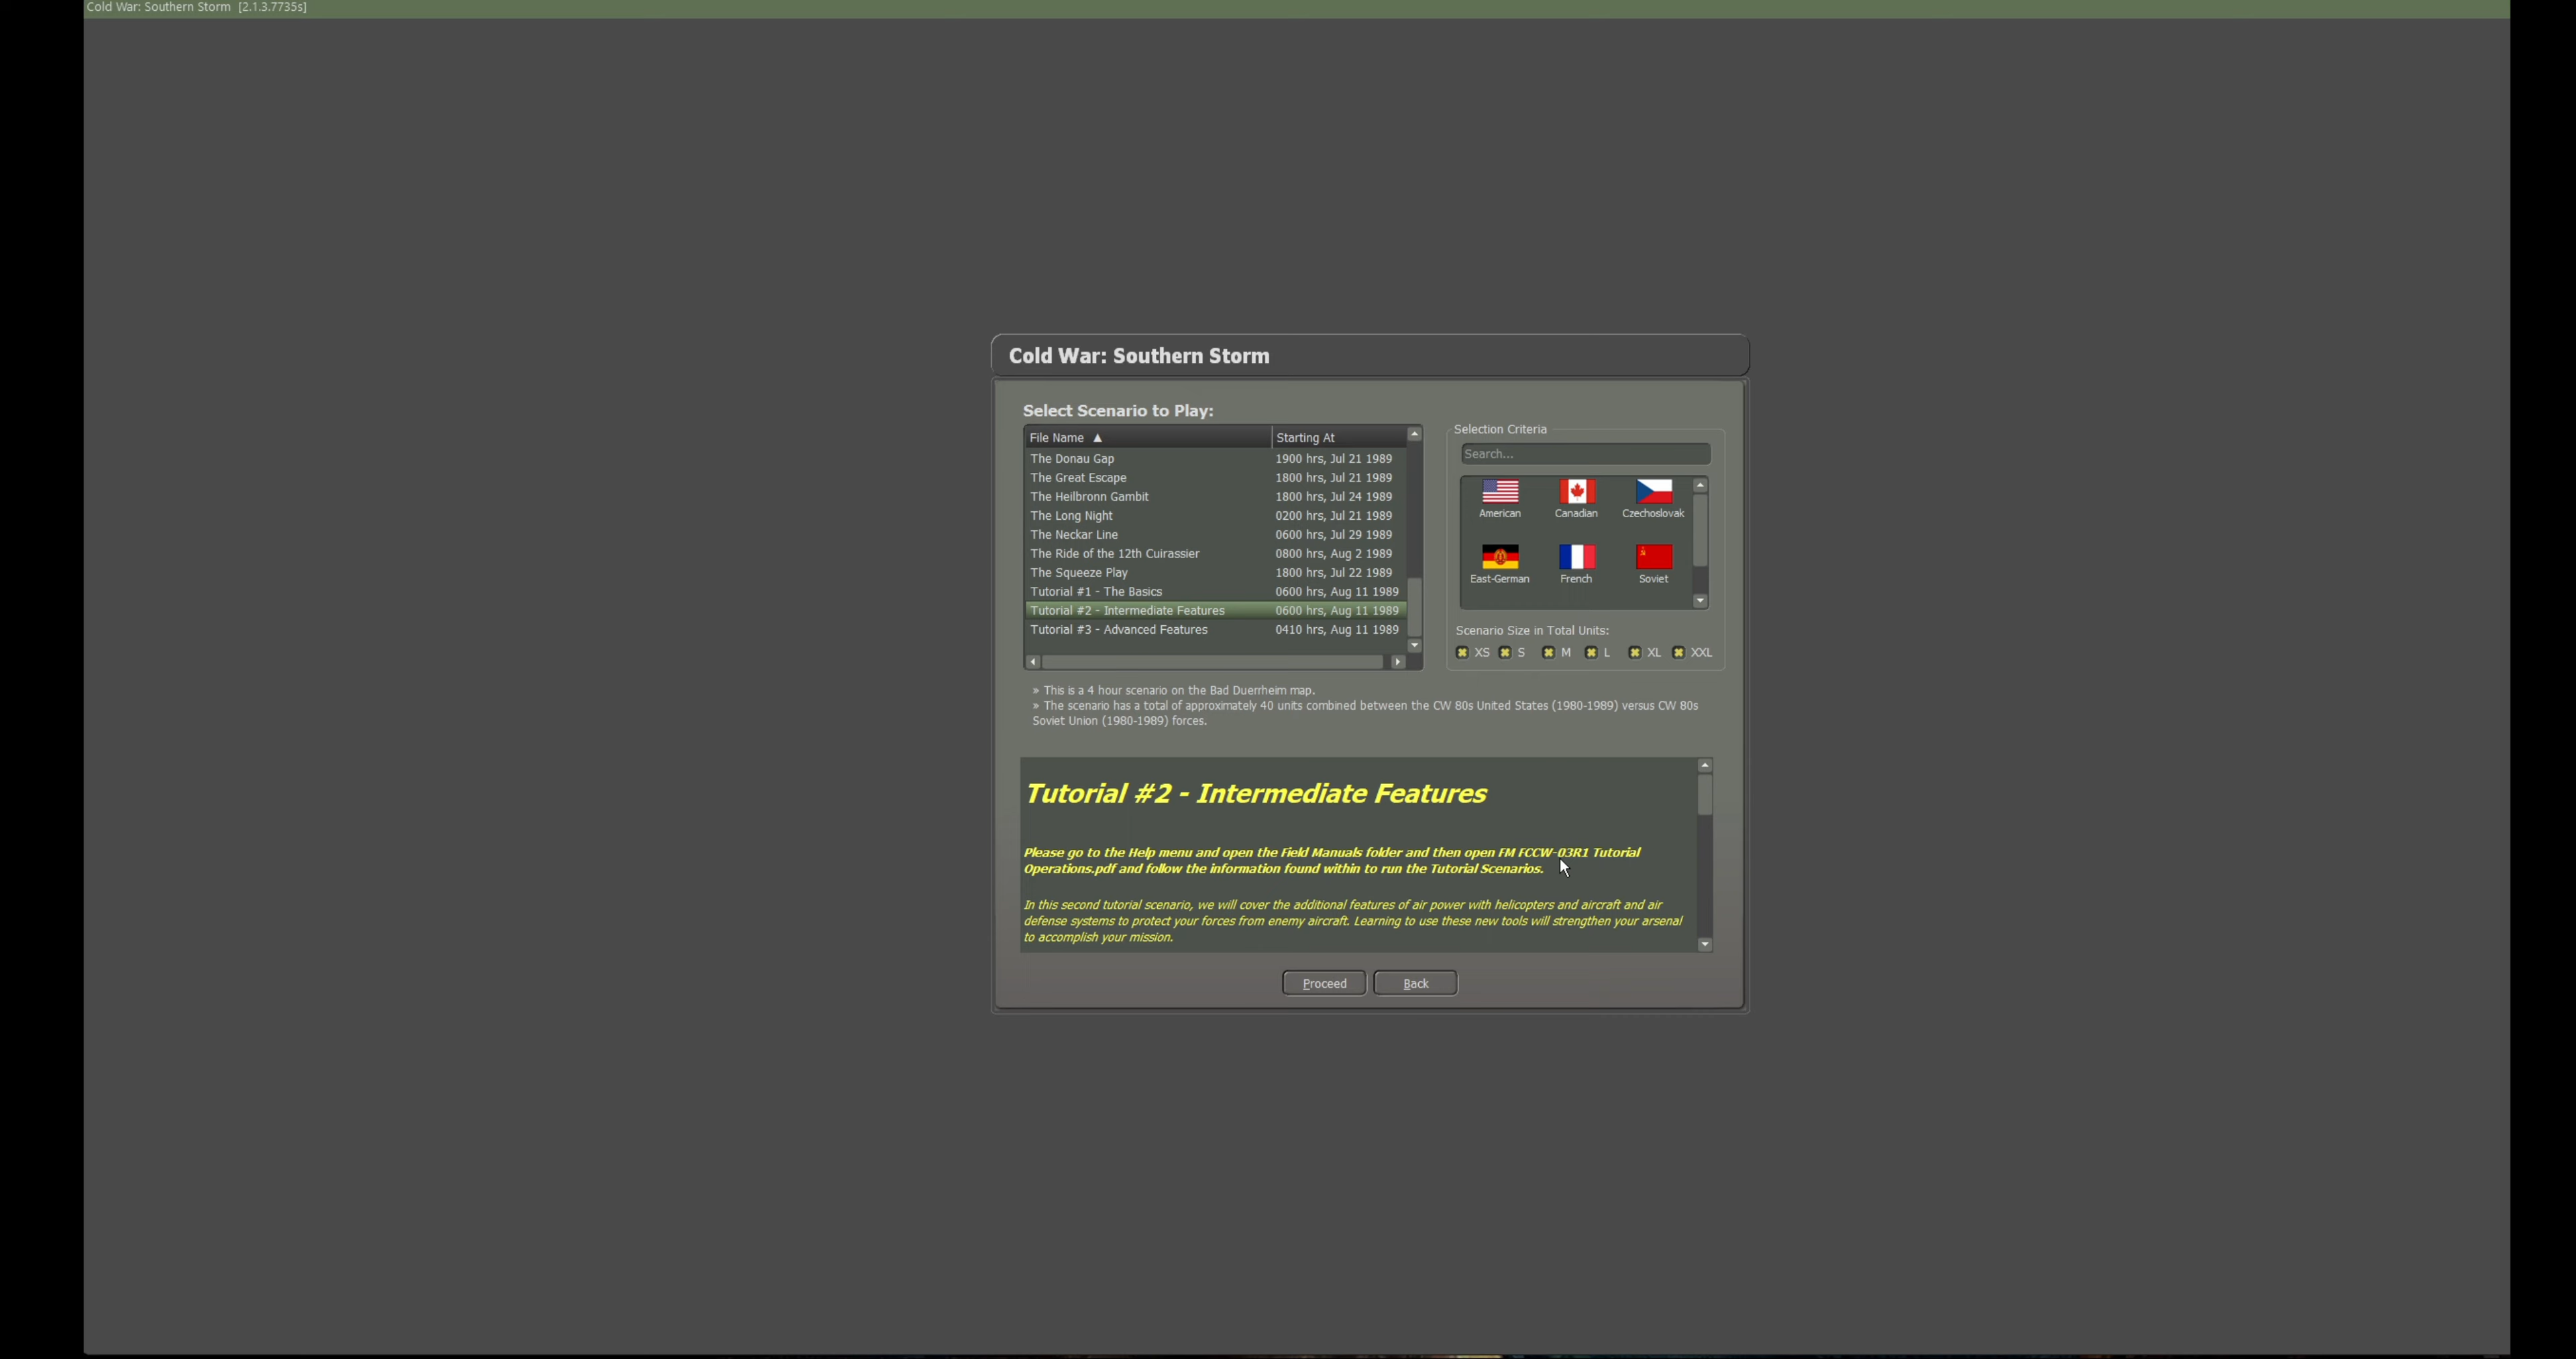 Cold War: Southern Storm [2.1.3.7735s]
Cold War: Southern Storm
Select Scenario to Play:
File Name ▲ Starting At
The Donau Gap 1900 hrs, Jul 21 1989
The Great Escape 1800 hrs, Jul 21 1989
The Heilbronn Gambit 1800 hrs, Jul 24 1989
The Long Night 0200 hrs, Jul 21 1989
The Neckar Line 0600 hrs, Jul 29 1989
The Ride of the 12th Cuirassier 0800 hrs, Aug 2 1989
The Squeeze Play 1800 hrs, Jul 22 1989
Tutorial #1 - The Basics 0600 hrs, Aug 11 1989
Tutorial #2 - Intermediate Features 0600 hrs, Aug 11 1989
Tutorial #3 - Advanced Features 0410 hrs, Aug 11 1989
Selection Criteria
Search...
American Canadian Czechoslovak
East-German French Soviet
Scenario Size in Total Units:
XS S M L XL XXL
» This is a 4 hour scenario on the Bad Duerrheim map.
» The scenario has a total of approximately 40 units combined between the CW 80s United States (1980-1989) versus CW 80s
Soviet Union (1980-1989) forces.
Tutorial #2 - Intermediate Features
Please go to the Help menu and open the Field Manuals folder and then open FM FCCW-03R1 Tutorial
Operations.pdf and follow the information found within to run the Tutorial Scenarios.
In this second tutorial scenario, we will cover the additional features of air power with helicopters and aircraft and air
defense systems to protect your forces from enemy aircraft. Learning to use these new tools will strengthen your arsenal
to accomplish your mission.
Proceed Back